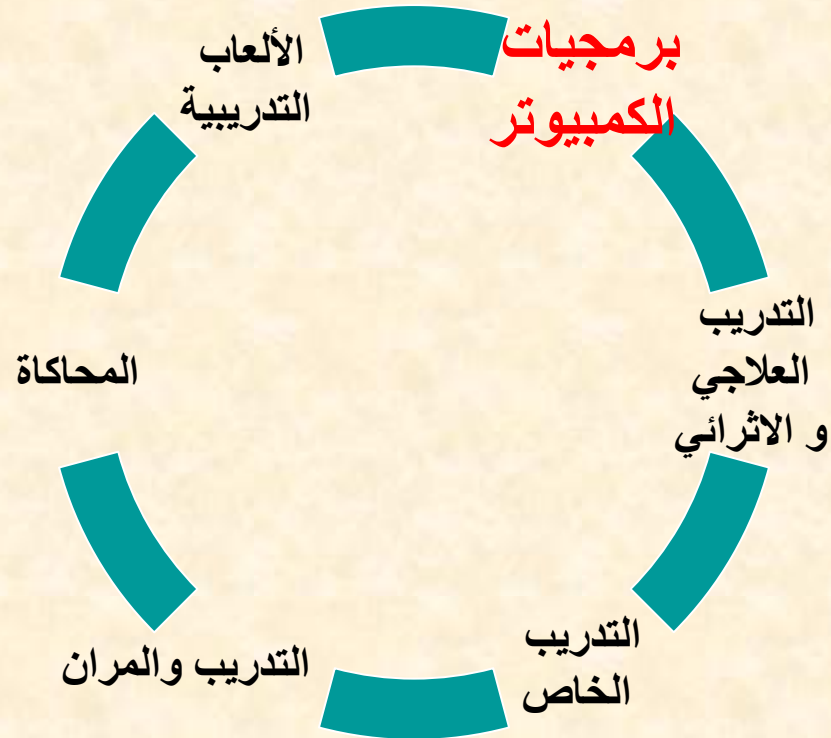 برمجيات
الكمبيوتر
التدريب
العلاجي
و الاثرائي
التدريب
الخاص
التدريب والمران
المحاكاة
الألعاب
التدريبية